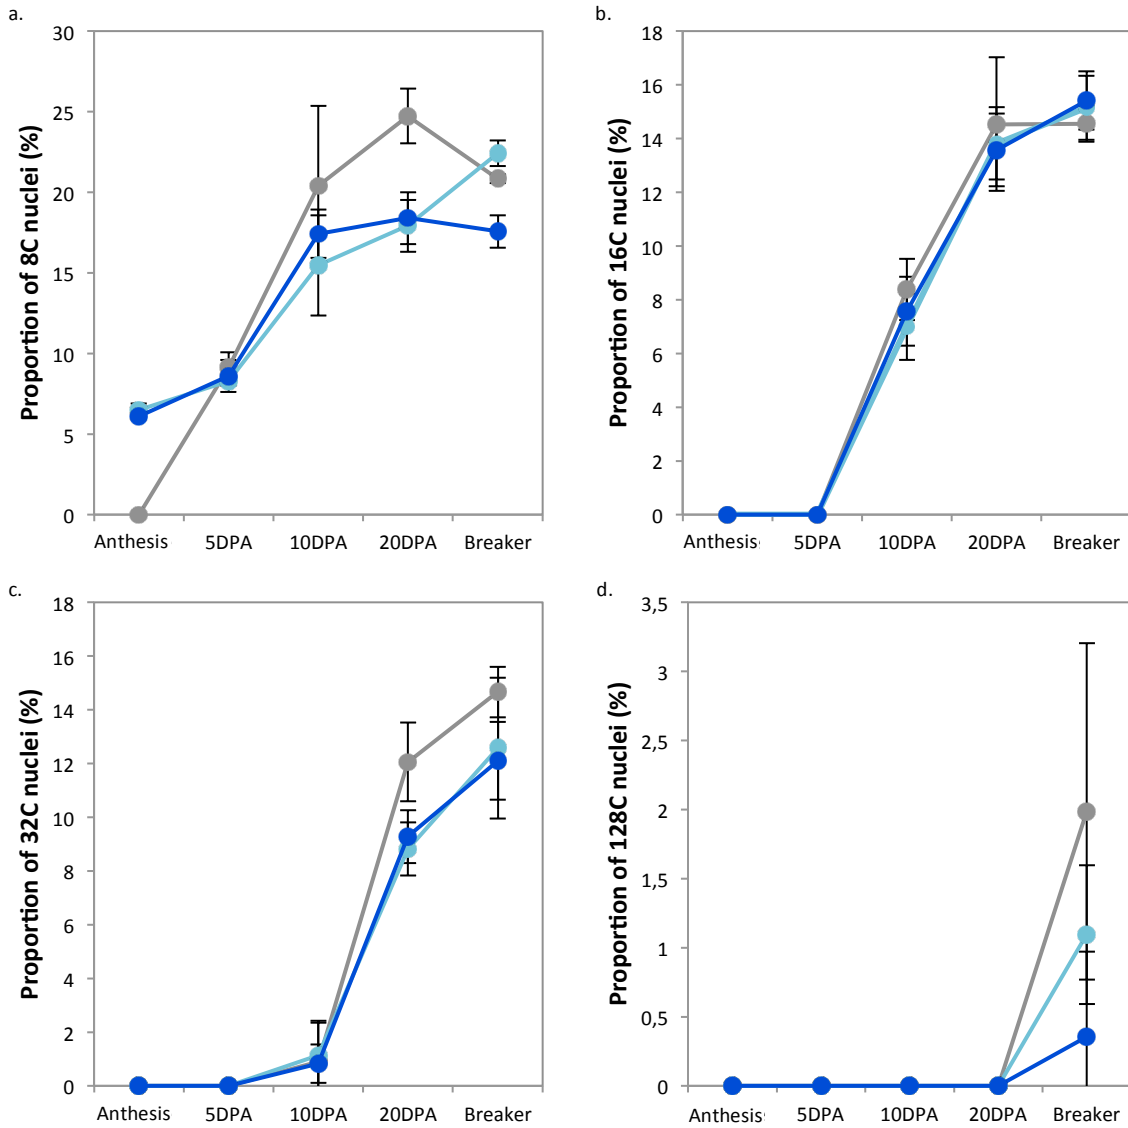 a.
Proportion of 8C nuclei (%)
30
25
20
15
10
5
0
Anthesis 5DPA 10DPA 20DPA Breaker
b.
Proportion of 16C nuclei (%)
18
16
14
12
10
8
6
4
2
0
Anthesis 5DPA 10DPA 20DPA Breaker
c.
Proportion of 32C nuclei (%)
18
16
14
12
10
8
6
4
2
0
Anthesis 5DPA 10DPA 20DPA Breaker
d.
Proportion of 128C nuclei (%)
3,5
3
2,5
2
1,5
1
0,5
0
Anthesis 5DPA 10DPA 20DPA Breaker